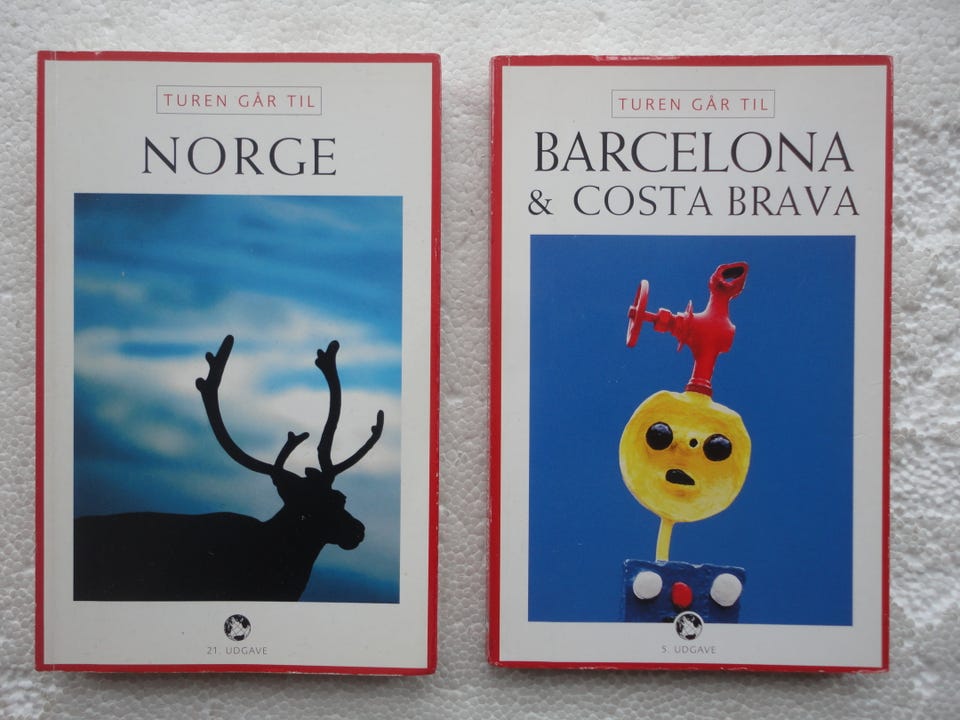 TUREN GÅR TIL
NORGE
21. UDGAVE
TUREN GÅR TIL
BARCELONA
& COSTA BRAVA
5. UDGAVE